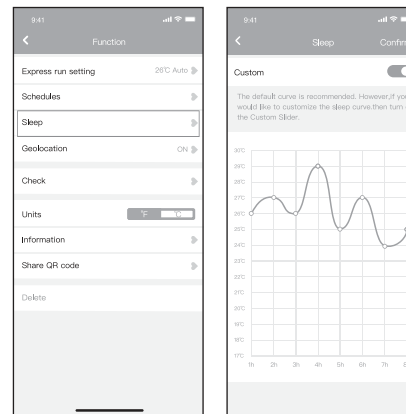 9:41
Function
Express run setting 26°C Auto
Schedules
Sleep
Geolocation ON
Check
Units °F °C
Information
Share QR code
Delete
9:41
Sleep Confir
Custom
The default curve is recommended. However,If you
would like to customize the sleep curve,then turn
the Custom Slider.
30°C
29°C
28°C
27°C
26°C
25°C
24°C
23°C
22°C
21°C
20°C
19°C
18°C
17°C
1h 2h 3h 4h 5h 6h 7h 8